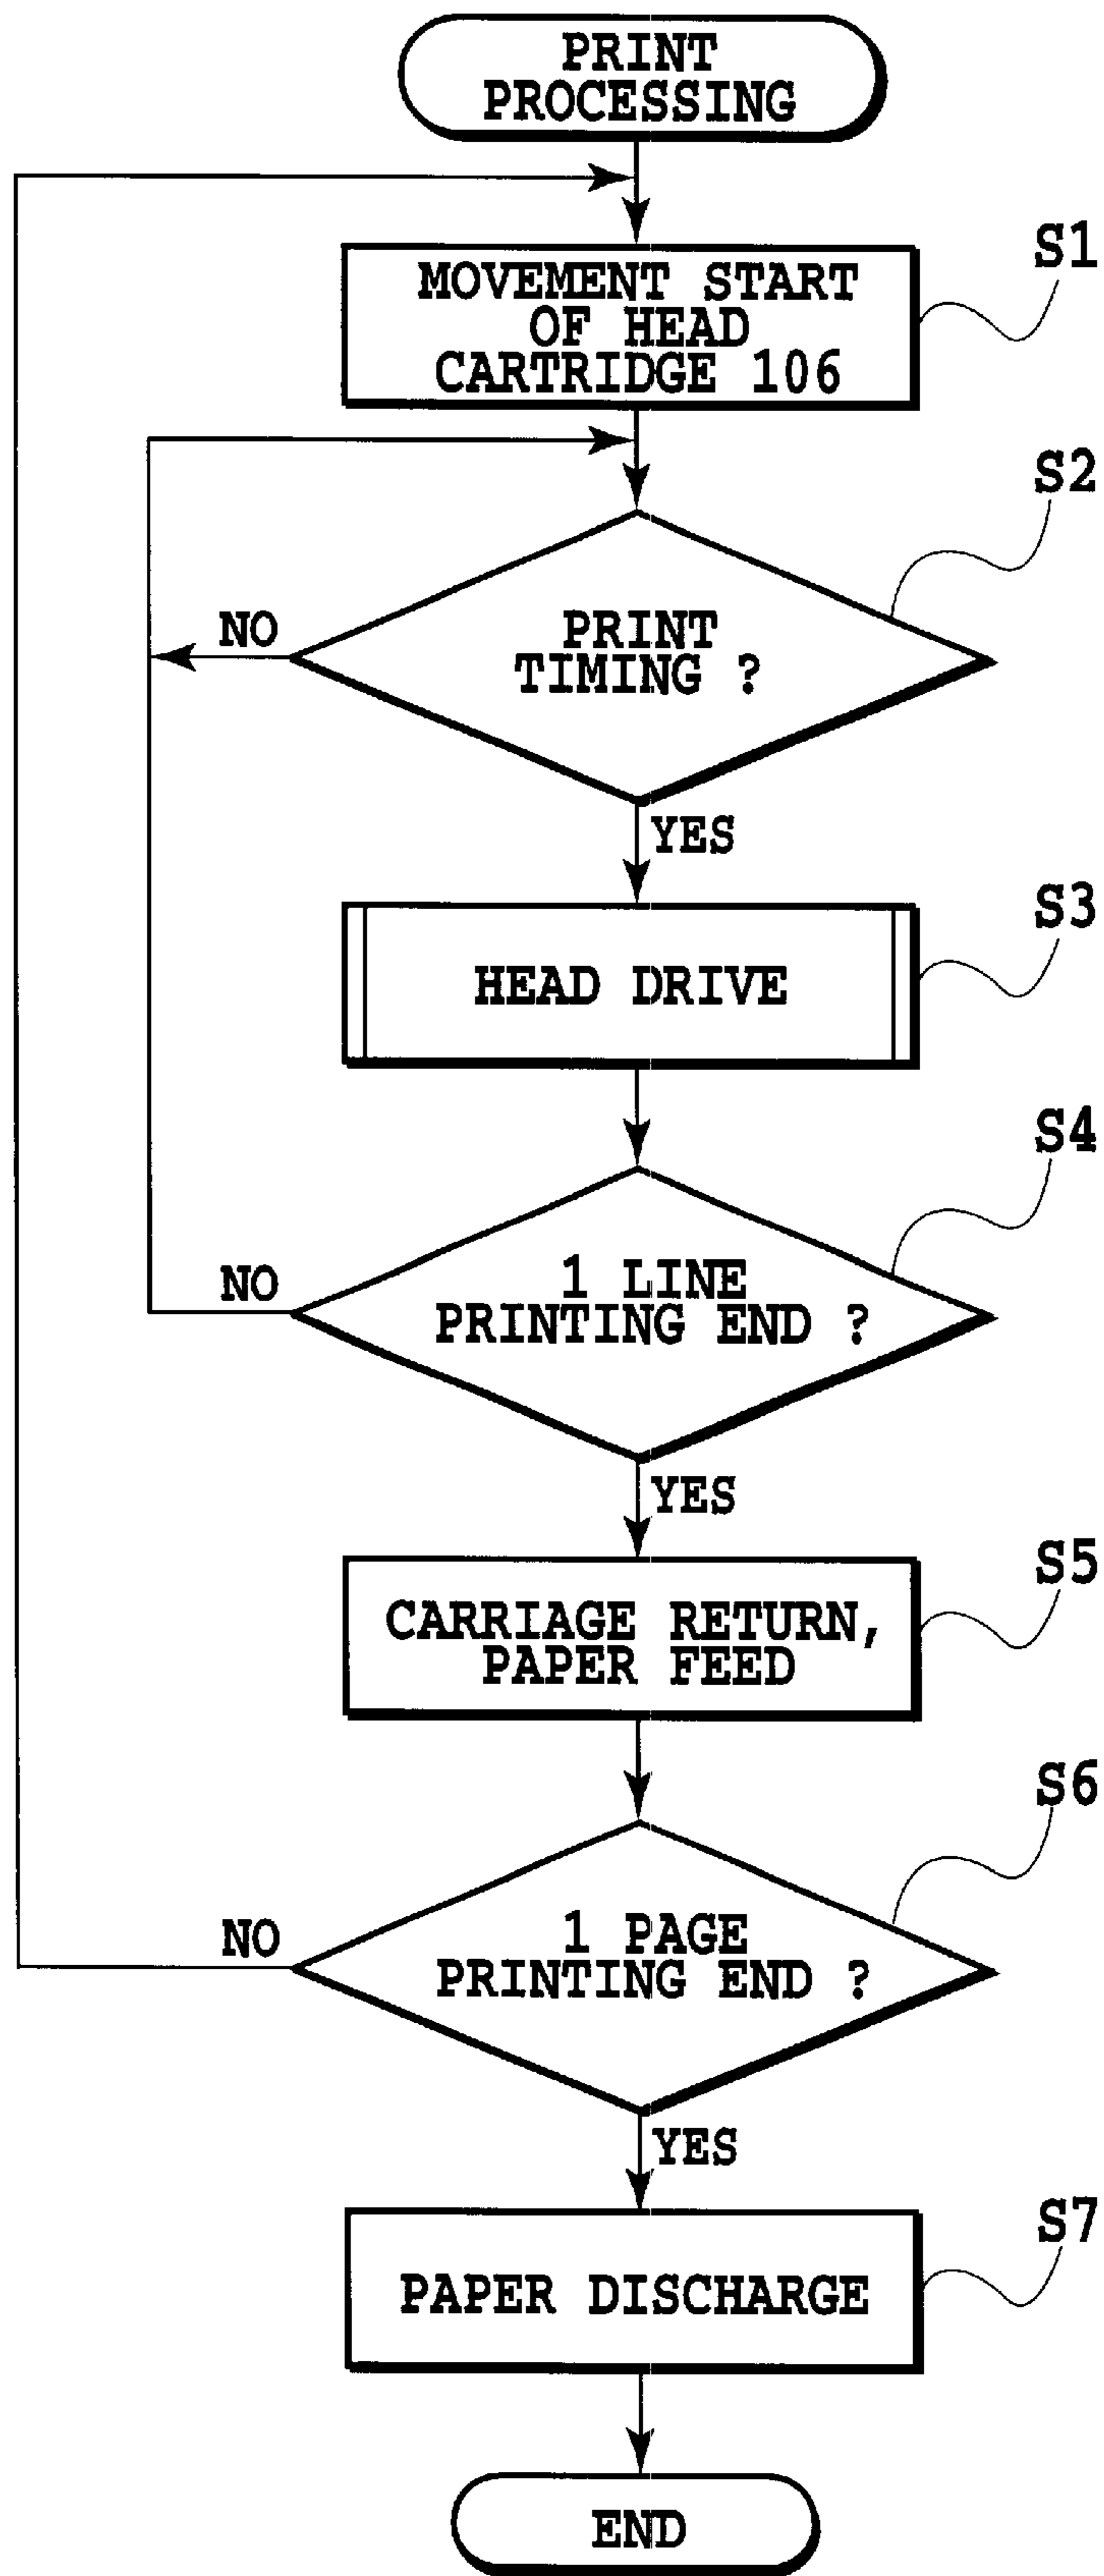 PRINT
PROCESSING
S1
MOVEMENT START
OF HEAD
CARTRIDGE 106
S2
NO
PRINT
TIMING ?
YES
S3
HEAD DRIVE
S4
NO
1 LINE
PRINTING END ?
YES
S5
CARRIAGE RETURN,
PAPER FEED
S6
NO
1 PAGE
PRINTING END ?
YES
S7
PAPER DISCHARGE
END